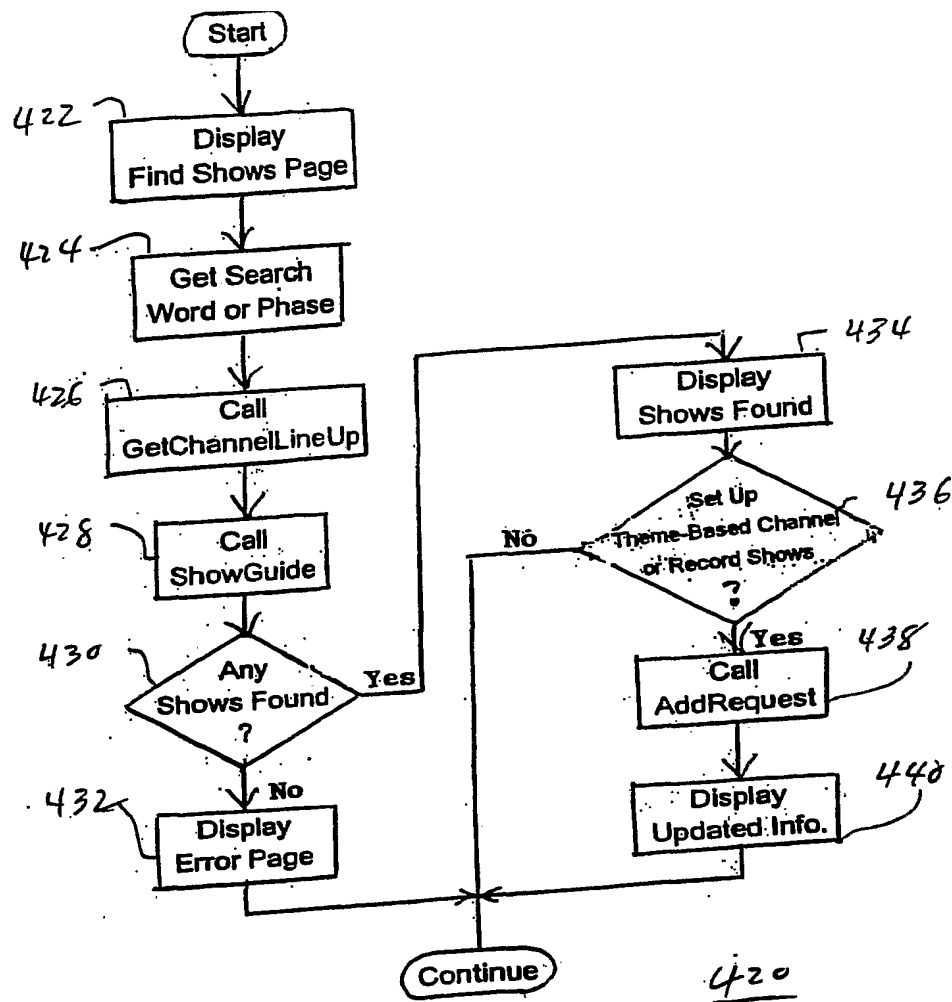 Start
422
Display
Find Shows Page
424
Get Search
Word or Phase
426
Call
GetChannelLineUp
428
Call
ShowGuide
430
Any
Shows Found
?
Yes
No
432
Display
Error Page
434
Display
Shows Found
436
Set Up
Theme-Based Channel
or Record Shows
?
No
Yes
438
Call
AddRequest
440
Display
Updated Info.
Continue
420